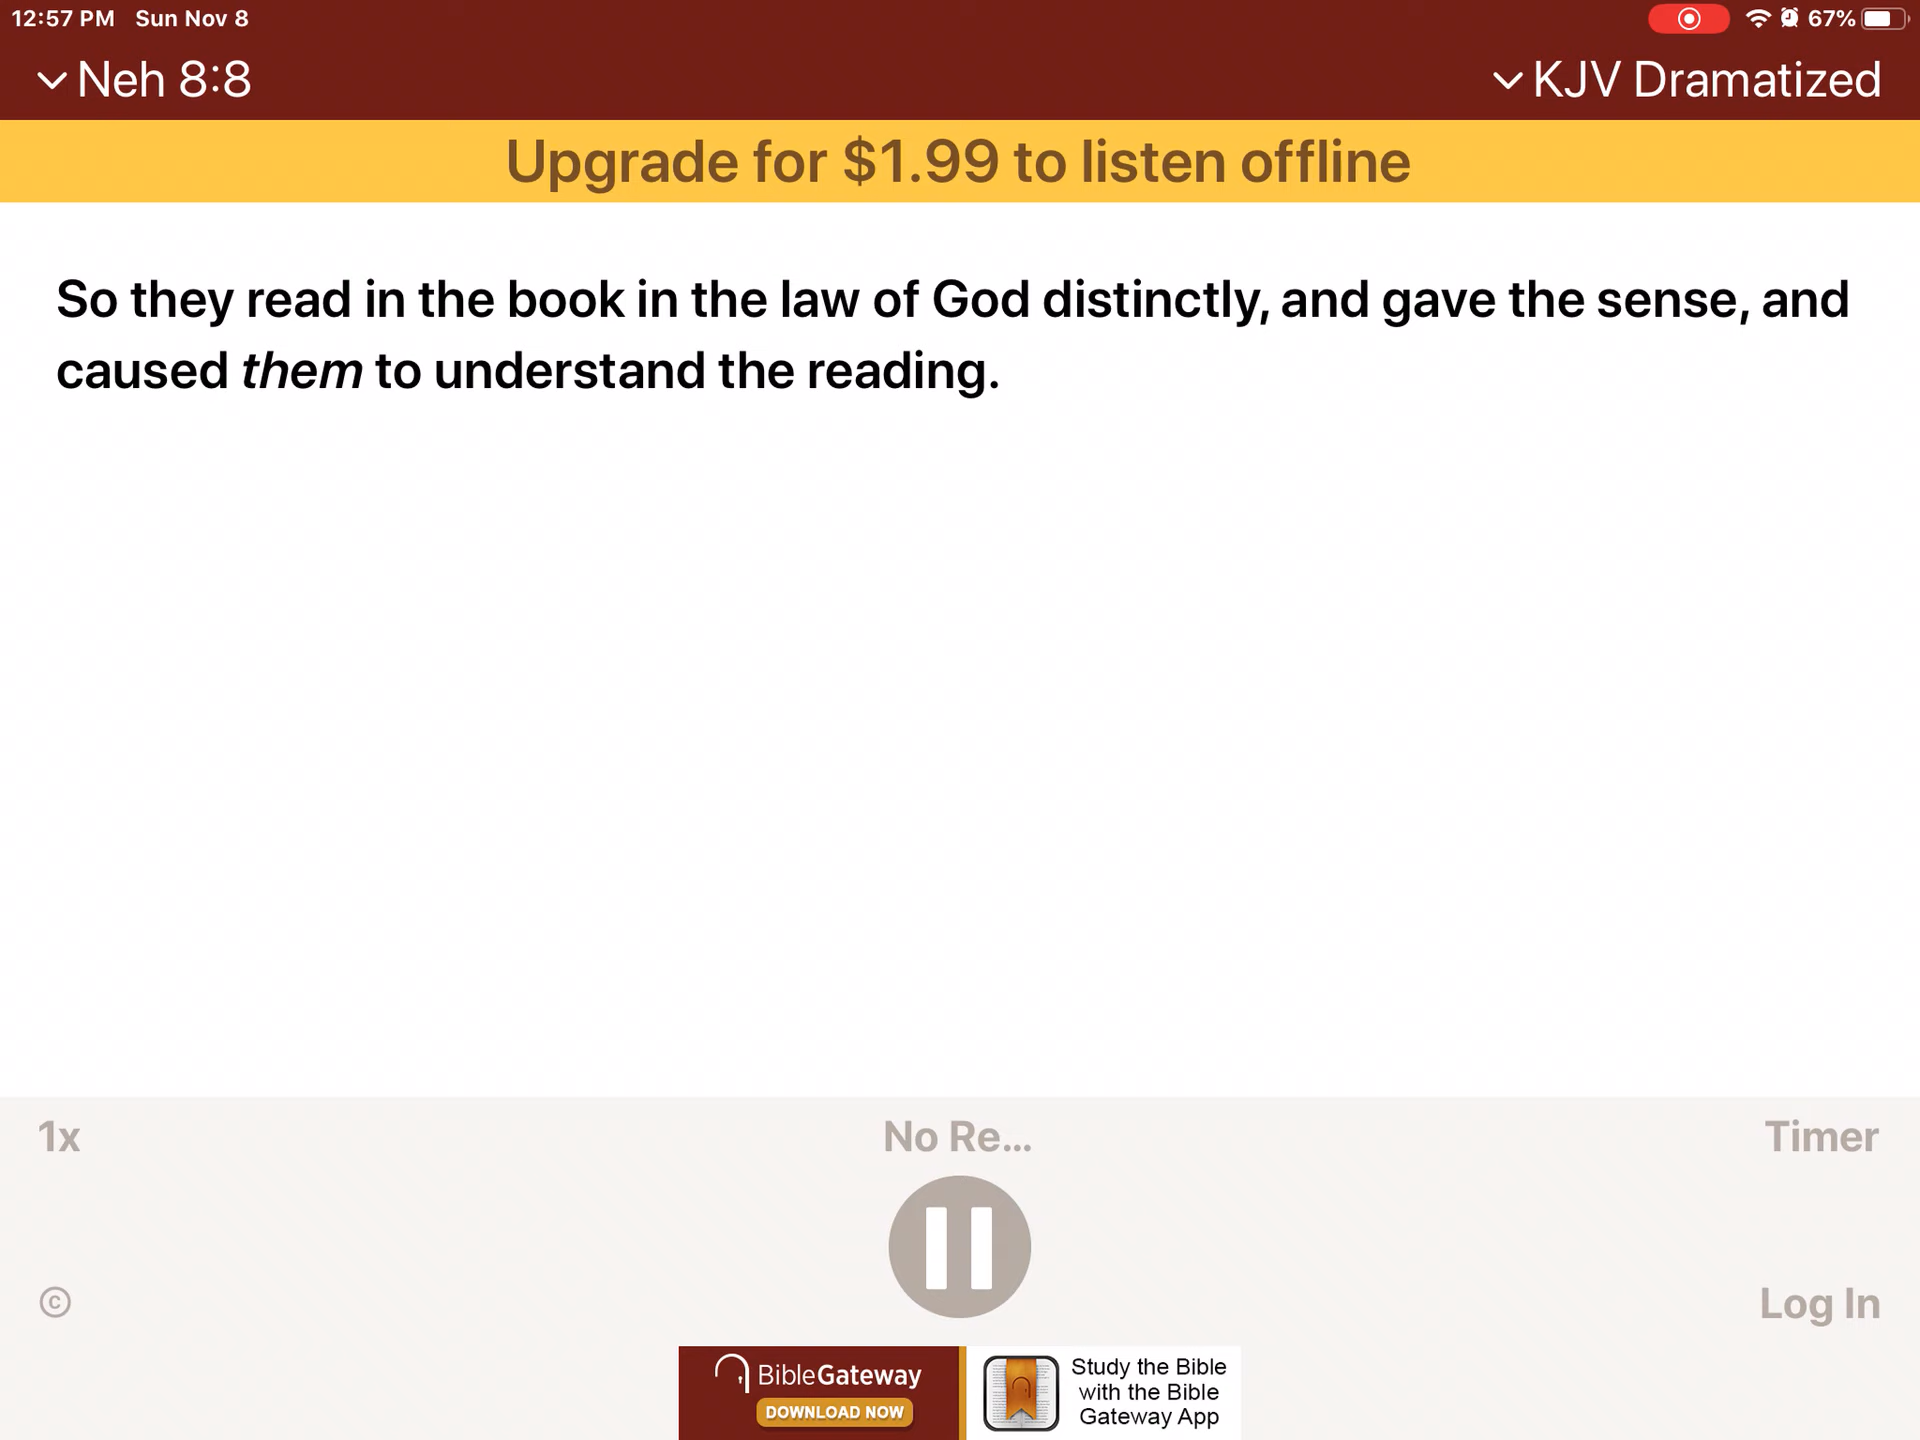 12:57 PM Sun Nov 8 67%
Neh 8:8 KJV Dramatized
Upgrade for $1.99 to listen offline
So they read in the book in the law of God distinctly, and gave the sense, and
caused them to understand the reading.
1x No Re... Timer
© Log In
BibleGateway
DOWNLOAD NOW
Study the Bible
with the Bible
Gateway App